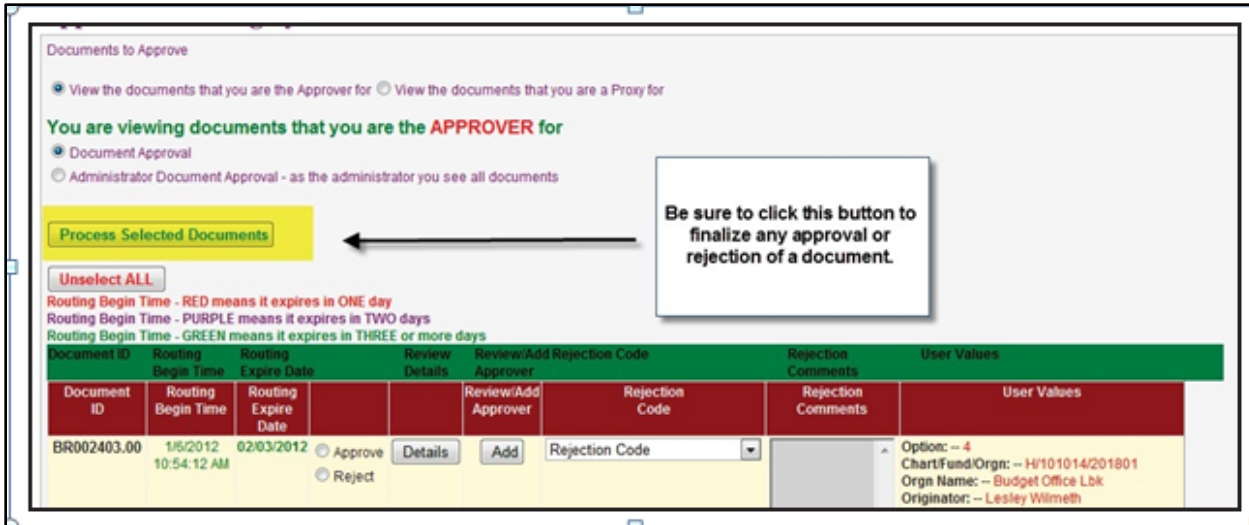 Documents to Approve
View the documents that you are the Approver for View the documents that you are a Proxy for
You are viewing documents that you are the APPROVER for
Document Approval
Administrator Document Approval - as the administrator you see all documents
Be sure to click this button to
finalize any approval or
rejection of a document.
Process Selected Documents
Unselect ALL
Routing Begin Time - RED means it expires in ONE day
Routing Begin Time - PURPLE means it expires in TWO days
Routing Begin Time - GREEN means it expires in THREE or more days
Document ID Routing Routing Review Review/Add Rejection Code Rejection User Values
Begin Time Expire Date Details Approver Comments
Document Routing Routing Review/Add Rejection Rejection User Values
ID Begin Time Expire Approver Code Comments
Date
BR002403.00 1/6/2012 02/03/2012 Approve Details Add Rejection Code Option: -- 4
10:54:12 AM Reject Chart/Fund/Orgn: -- H/101014/201801
Orgn Name: -- Budget Office Lbk
Originator: -- Lesley Wilmeth